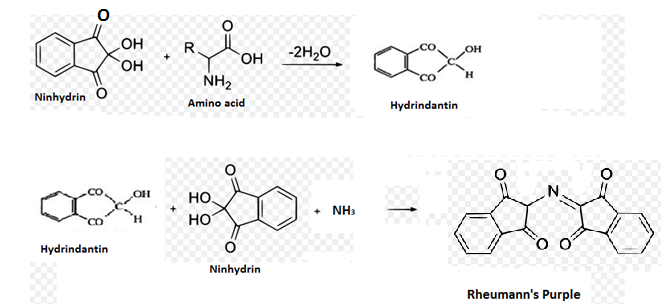 O
OH
OH
O
Ninhydrin
+
R
O
OH
NH₂
Amino acid
-2H₂O
CO
CO
C
OH
H
Hydrindantin
CO
CO
C
OH
H
Hydrindantin
+
O
HO
HO
O
Ninhydrin
+ NH₃
O
O
N
O
O
Rheumann's Purple